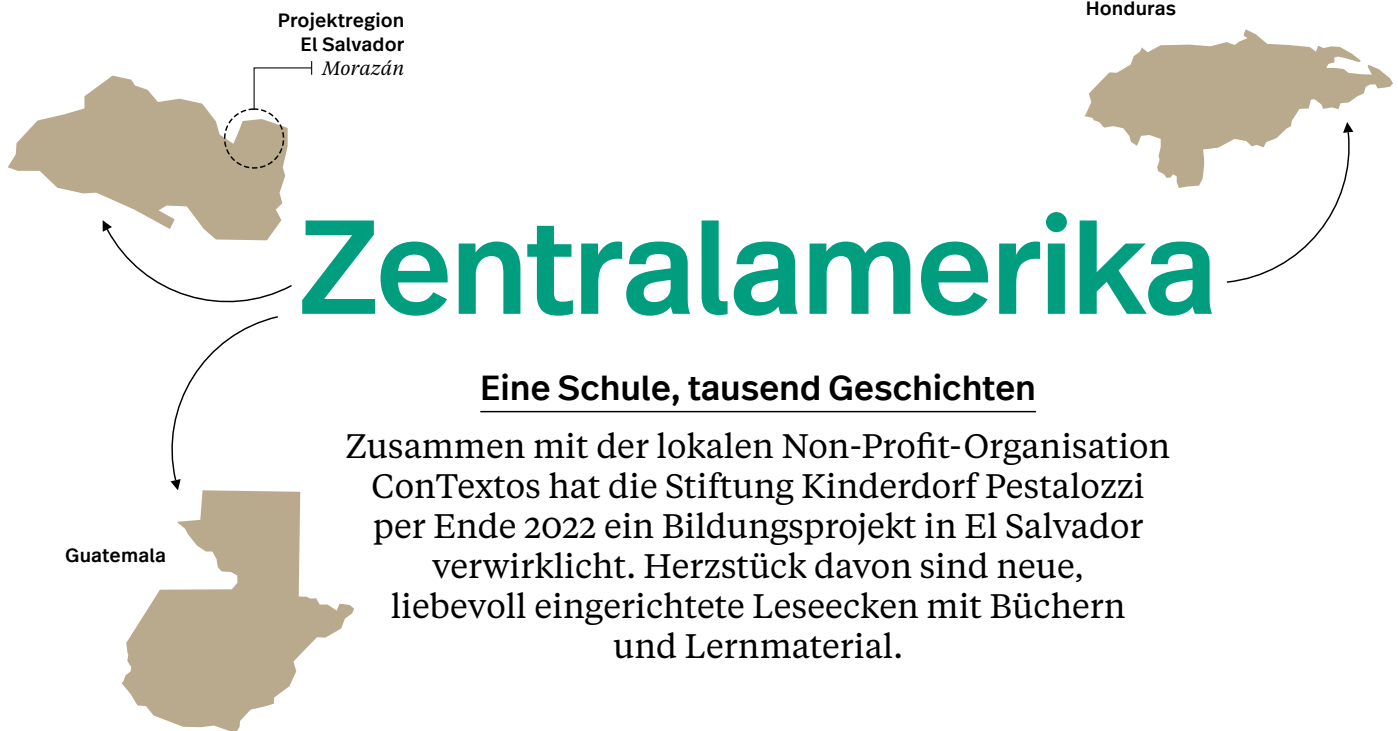 Projektregion
El Salvador
Morazán
Honduras
Zentralamerika
Eine Schule, tausend Geschichten
Zusammen mit der lokalen Non-Profit-Organisation
ConTextos hat die Stiftung Kinderdorf Pestalozzi
per Ende 2022 ein Bildungsprojekt in El Salvador
verwirklicht. Herzstück davon sind neue,
liebevoll eingerichtete Leseecken mit Büchern
und Lernmaterial.
Guatemala